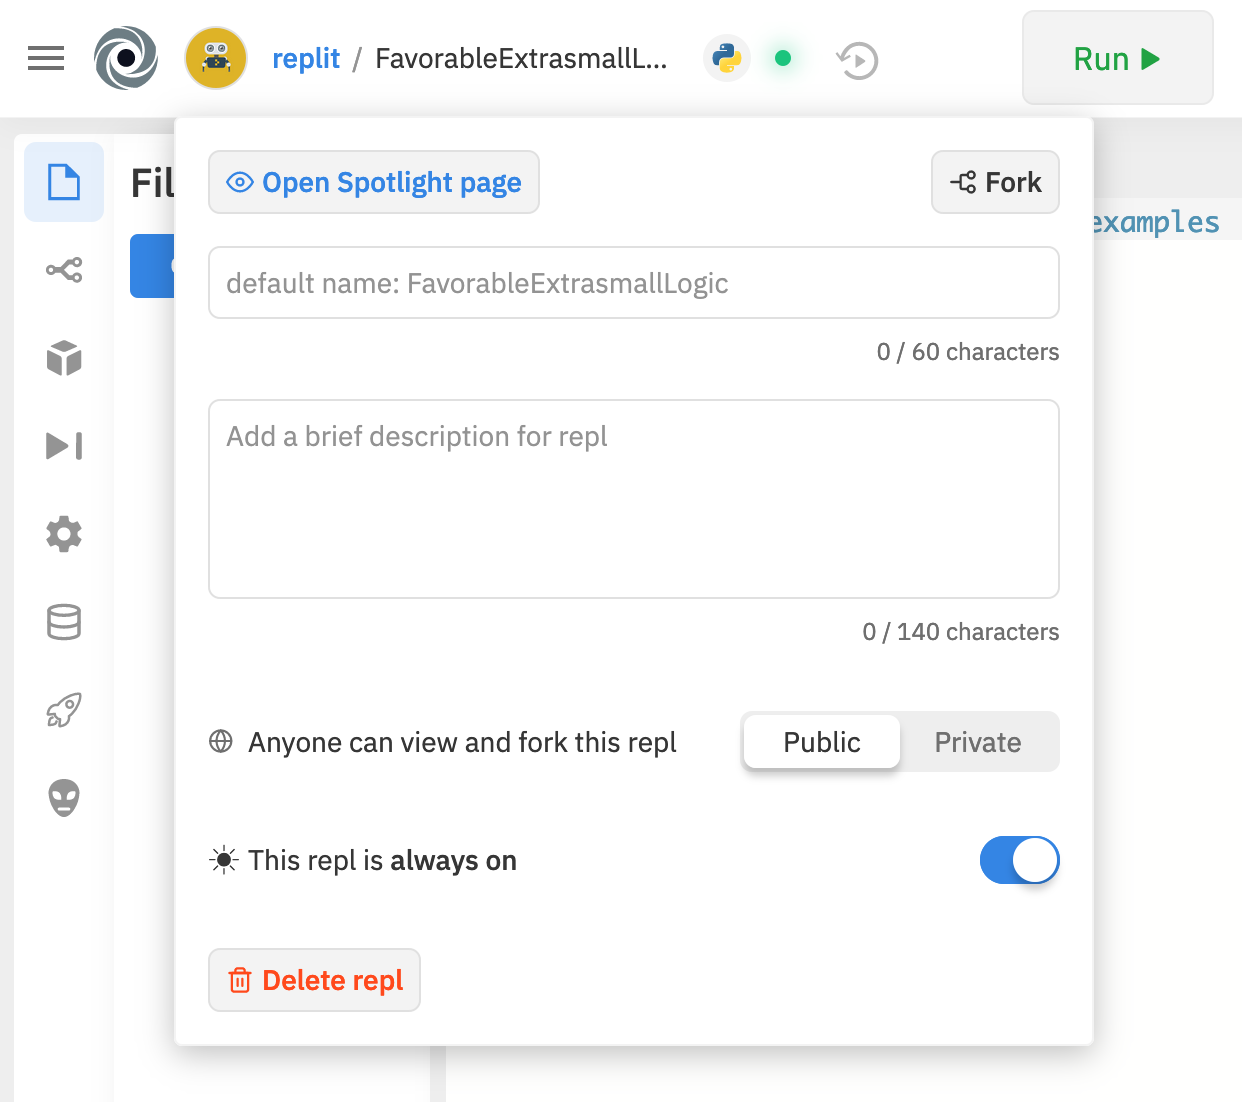 replit / FavorableExtrasmallL...
Run
Fil
Open Spotlight page
Fork
examples
default name: FavorableExtrasmallLogic
0 / 60 characters
Add a brief description for repl
0 / 140 characters
Anyone can view and fork this repl
Public
Private
This repl is always on
Delete repl